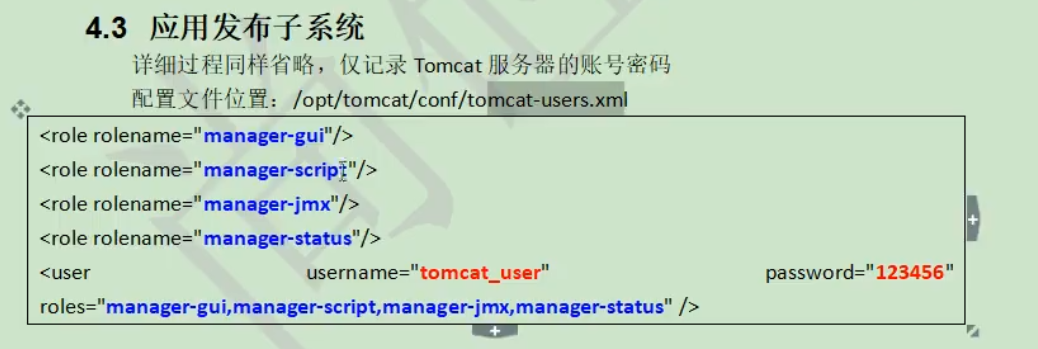 4.3 应用发布子系统
详细过程同样省略，仅记录 Tomcat 服务器的账号密码
配置文件位置：/opt/tomcat/conf/tomcat-users.xml
<role rolename="manager-gui"/>
<role rolename="manager-script"/>
<role rolename="manager-jmx"/>
<role rolename="manager-status"/>
<user username="tomcat_user" password="123456"
roles="manager-gui,manager-script,manager-jmx,manager-status" />